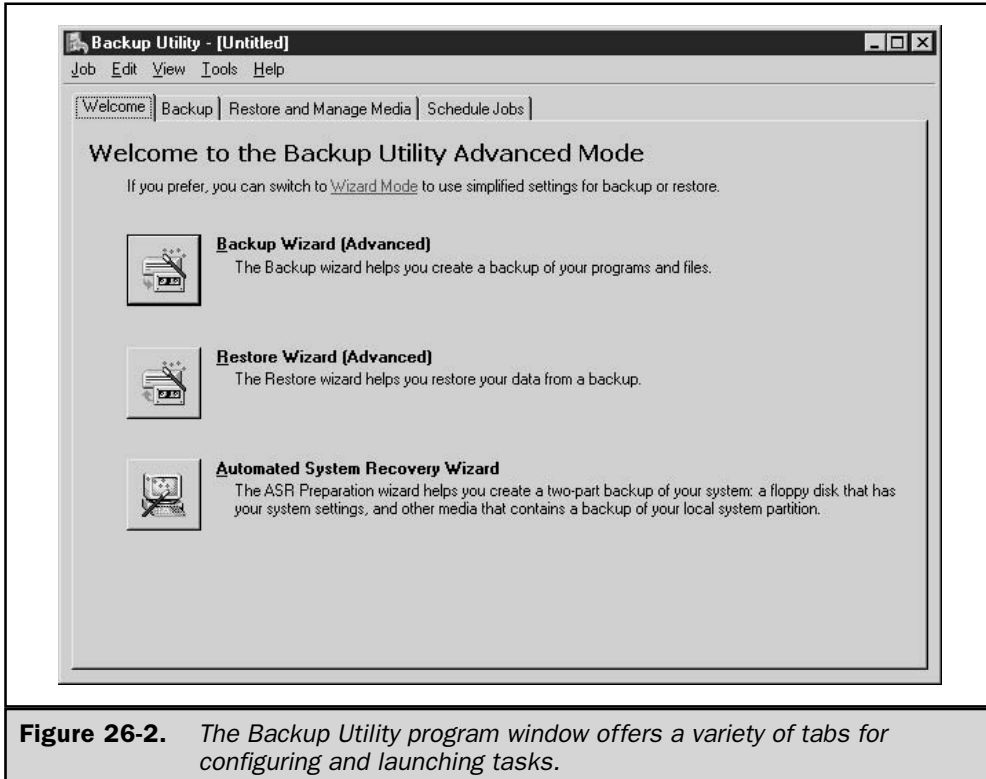 Backup Utility - [Untitled]
Job Edit View Tools Help
Welcome Backup Restore and Manage Media Schedule Jobs
Welcome to the Backup Utility Advanced Mode
If you prefer, you can switch to Wizard Mode to use simplified settings for backup or restore.
Backup Wizard (Advanced)
The Backup wizard helps you create a backup of your programs and files.
Restore Wizard (Advanced)
The Restore wizard helps you restore your data from a backup.
Automated System Recovery Wizard
The ASR Preparation wizard helps you create a two-part backup of your system: a floppy disk that has
your system settings, and other media that contains a backup of your local system partition.
Figure 26-2. The Backup Utility program window offers a variety of tabs for
configuring and launching tasks.